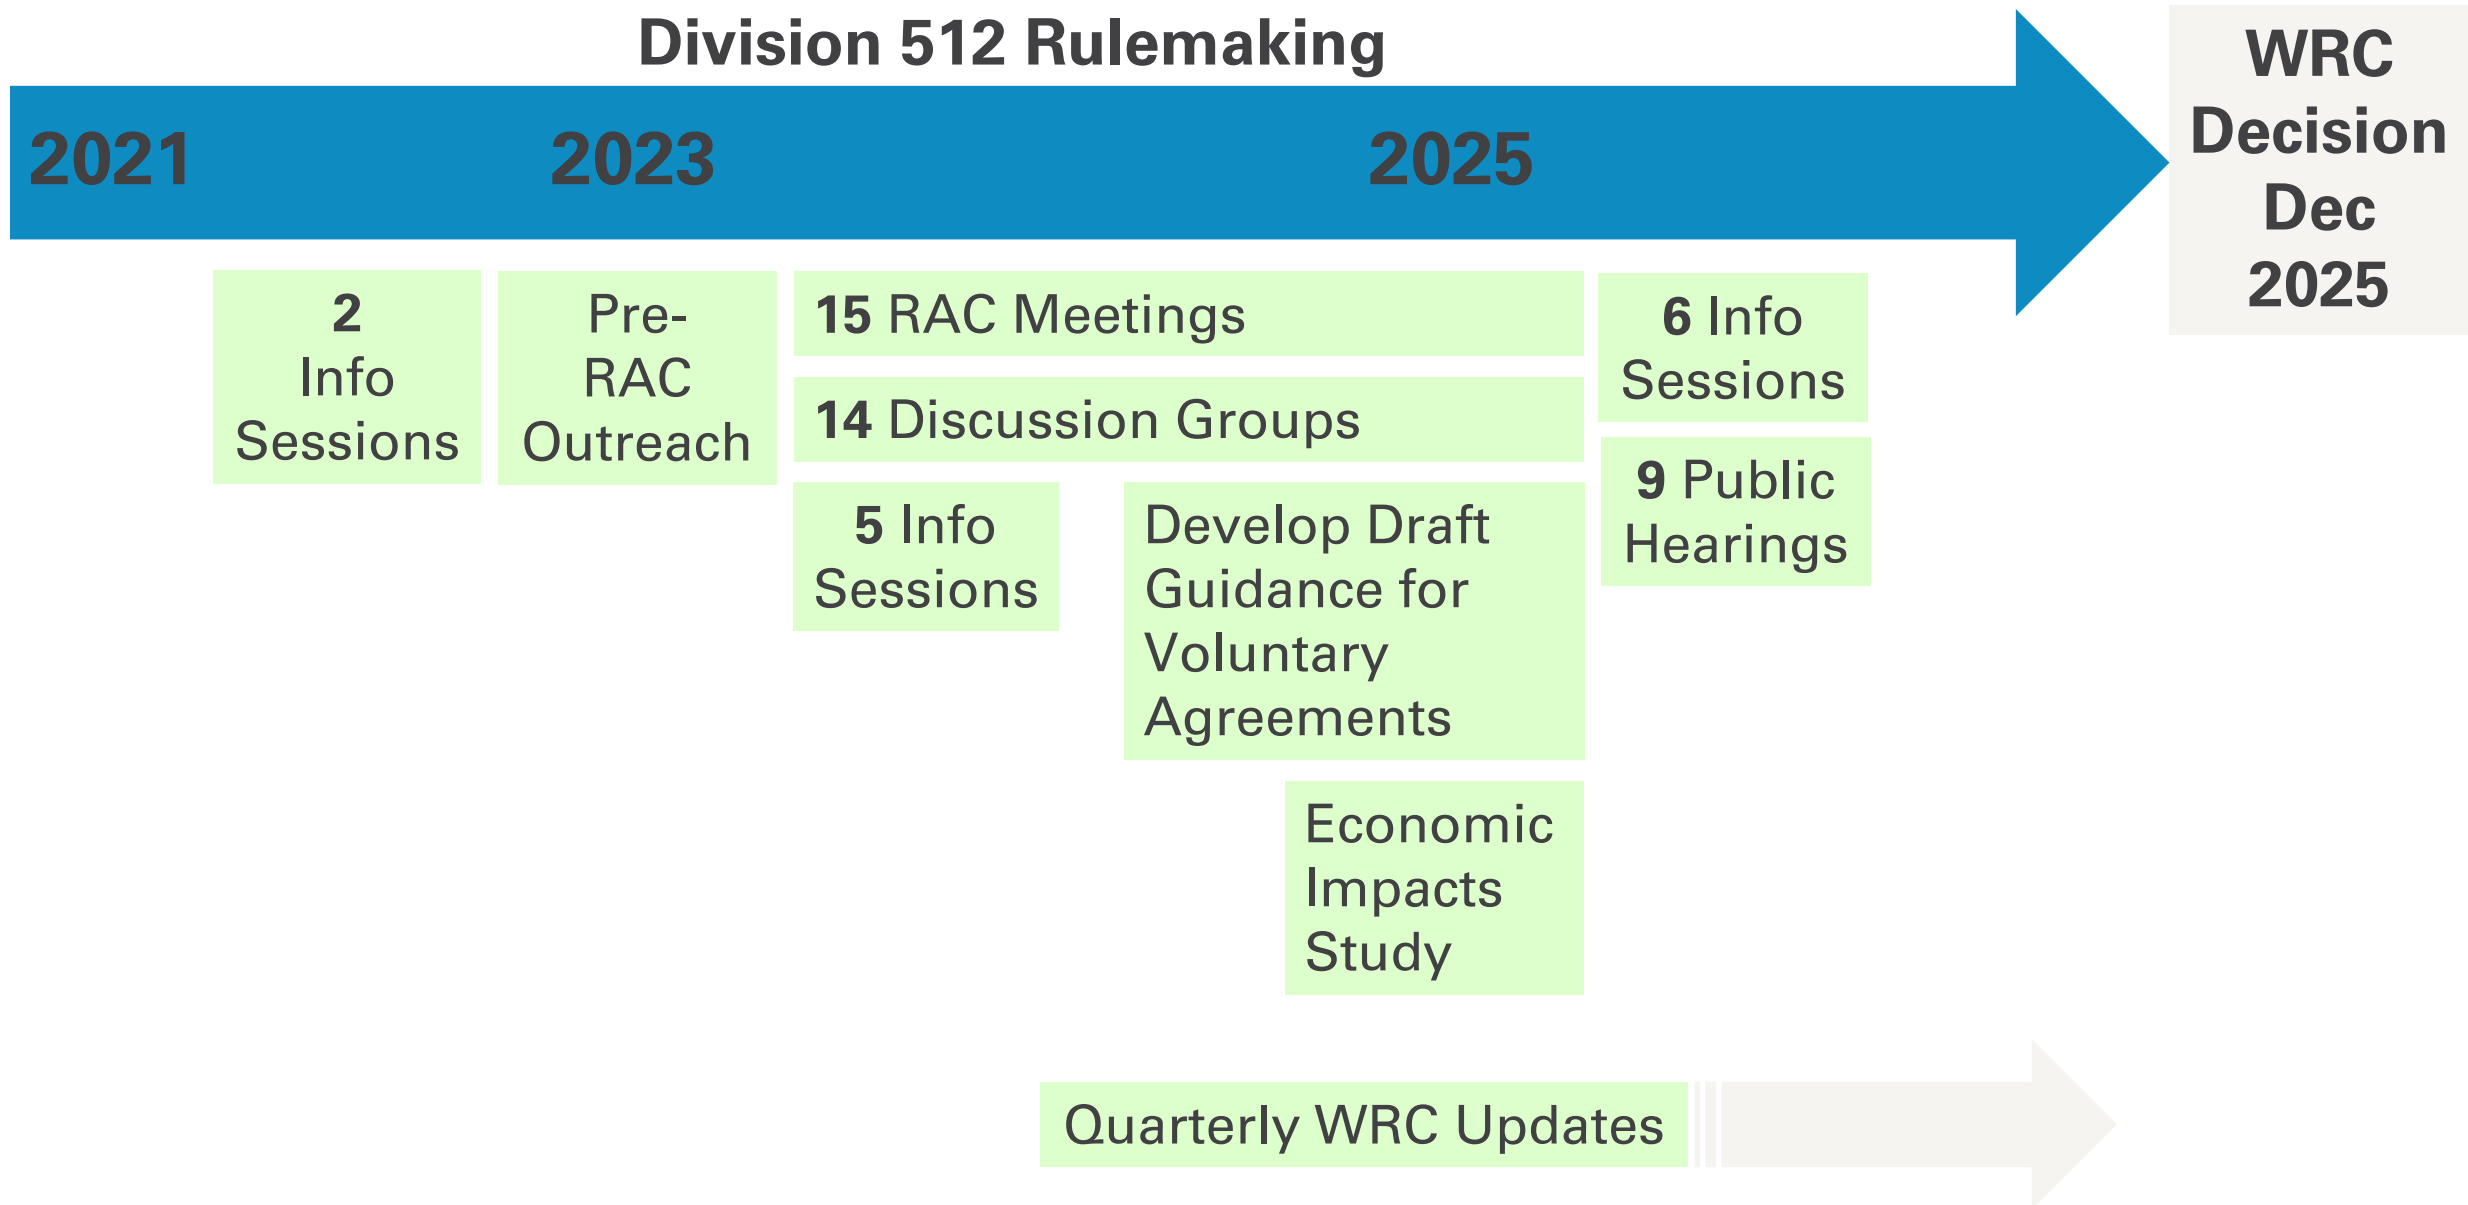 Division 512 Rulemaking
2021
2023
2025
WRC
Decision
Dec
2025
2
Info
Sessions
Pre-
RAC
Outreach
15 RAC Meetings
14 Discussion Groups
5 Info
Sessions
Develop Draft
Guidance for
Voluntary
Agreements
Economic
Impacts
Study
6 Info
Sessions
9 Public
Hearings
Quarterly WRC Updates